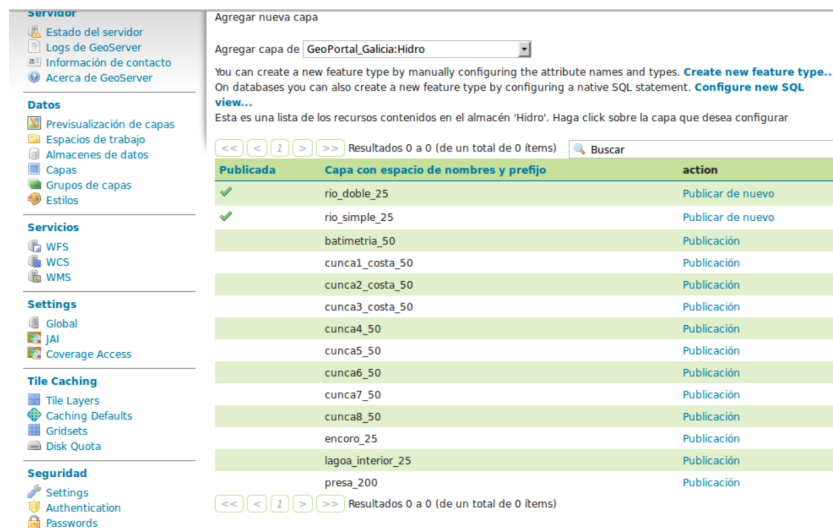 Servidor
Estado del servidor
Logs de GeoServer
Información de contacto
Acerca de GeoServer
Datos
Previsualización de capas
Espacios de trabajo
Almacenes de datos
Capas
Grupos de capas
Estilos
Servicios
WFS
WCS
WMS
Settings
Global
JAI
Coverage Access
Tile Caching
Tile Layers
Caching Defaults
Gridsets
Disk Quota
Seguridad
Settings
Authentication
Passwords
Agregar nueva capa
Agregar capa de GeoPortal_Galicia:Hidro
You can create a new feature type by manually configuring the attribute names and types. Create new feature type...
On databases you can also create a new feature type by configuring a native SQL statement. Configure new SQL
view...
Esta es una lista de los recursos contenidos en el almacén 'Hidro'. Haga click sobre la capa que desea configurar
<< < 1 > >> Resultados 0 a 0 (de un total de 0 ítems) Buscar
Publicada Capa con espacio de nombres y prefijo action
rio_doble_25 Publicar de nuevo
rio_simple_25 Publicar de nuevo
batimetria_50 Publicación
cunca1_costa_50 Publicación
cunca2_costa_50 Publicación
cunca3_costa_50 Publicación
cunca4_50 Publicación
cunca5_50 Publicación
cunca6_50 Publicación
cunca7_50 Publicación
cunca8_50 Publicación
encoro_25 Publicación
lagoa_interior_25 Publicación
presa_200 Publicación
<< < 1 > >> Resultados 0 a 0 (de un total de 0 ítems)